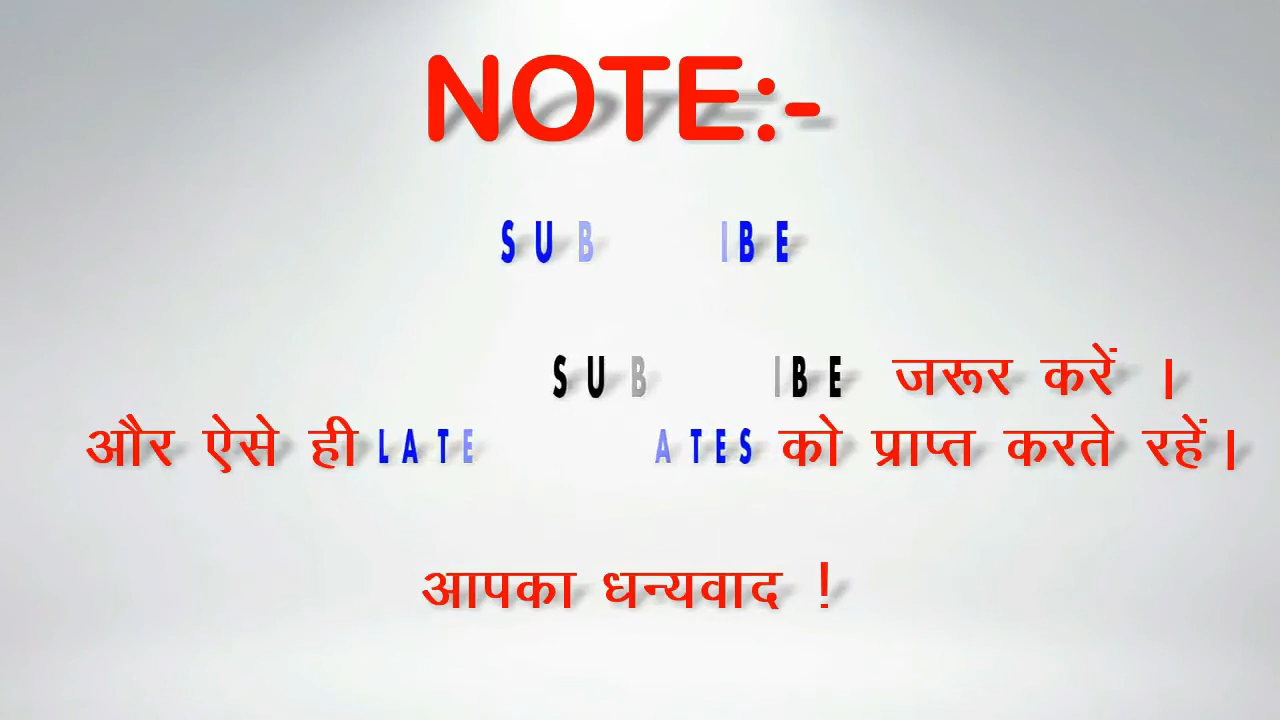 NOTE:-
SUB IBE
SUB IBE जरूर करें ।
और ऐसे ही LATE ATES को प्राप्त करते रहें।
आपका धन्यवाद !